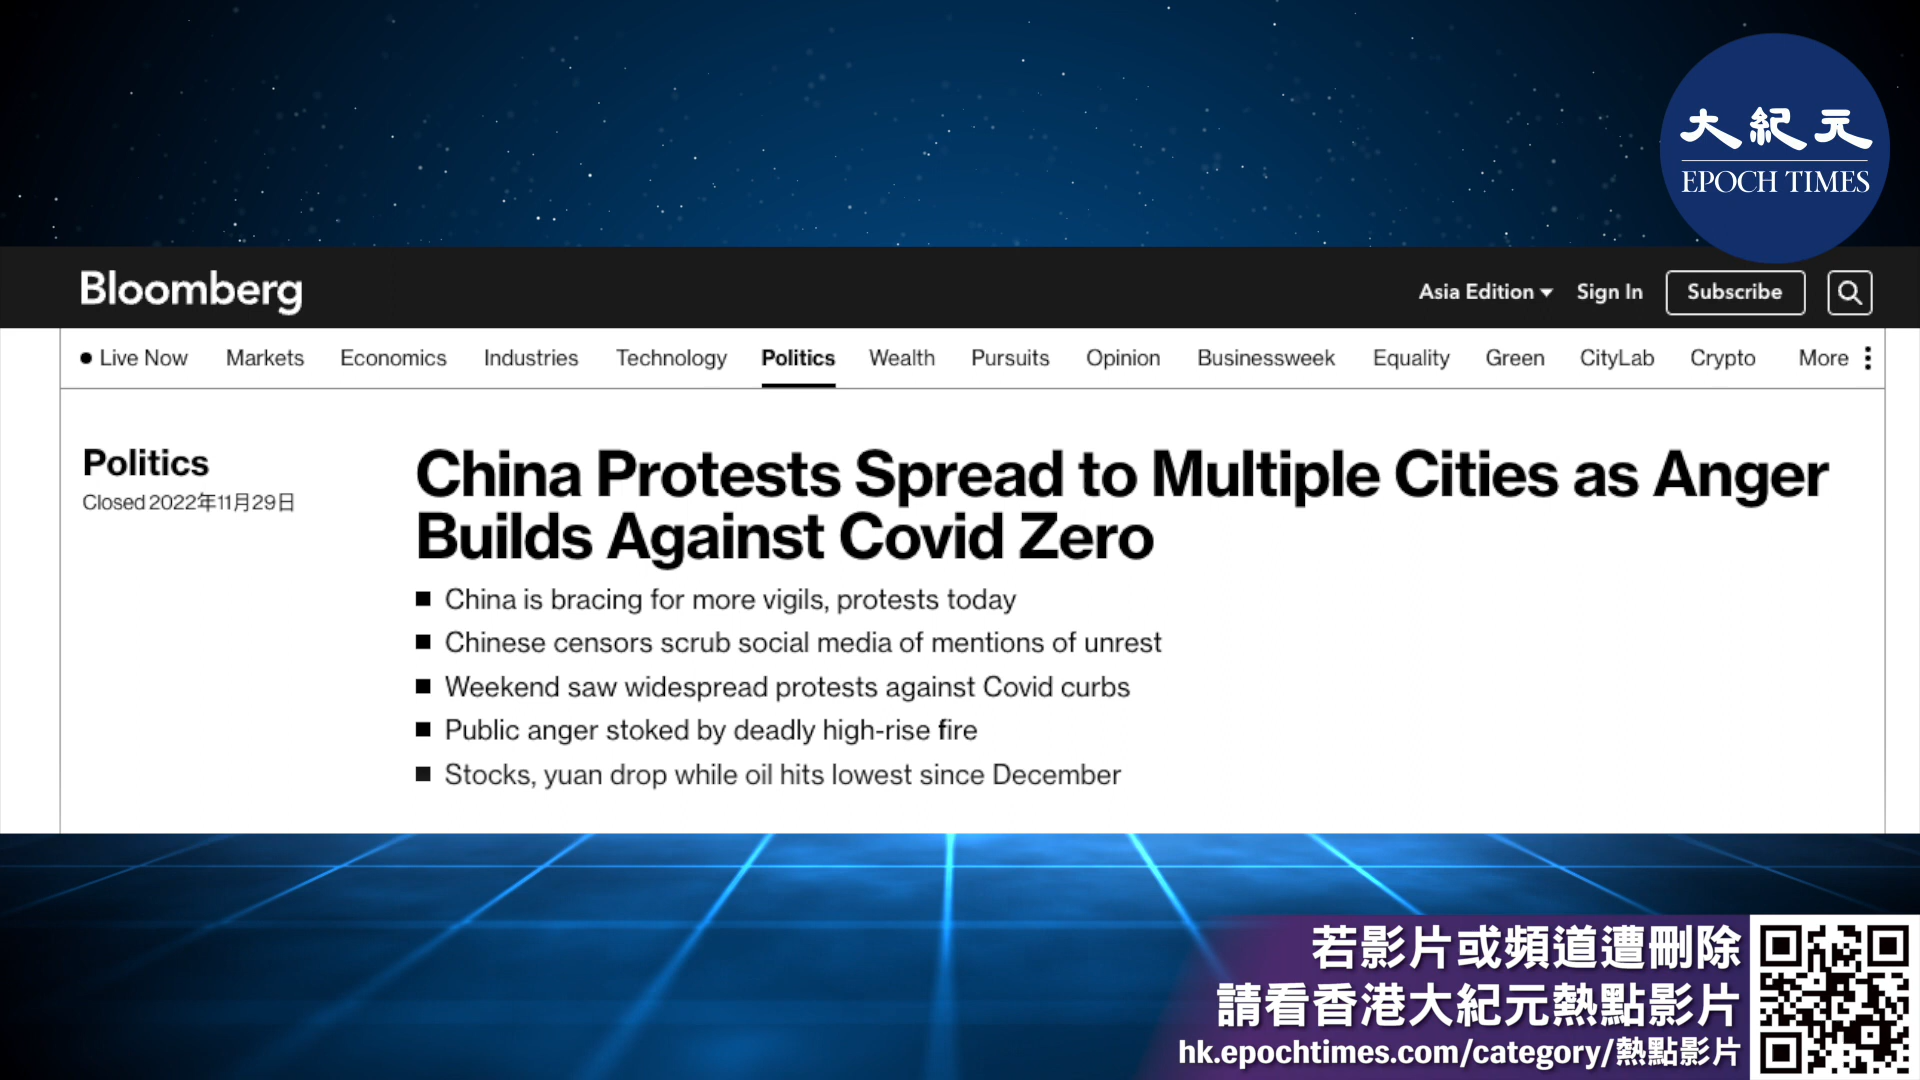 大紀元
EPOCH TIMES
Bloomberg
Asia Edition Sign In Subscribe
Live Now Markets Economics Industries Technology Politics Wealth Pursuits Opinion Businessweek Equality Green CityLab Crypto More
Politics
Closed 2022年11月29日
China Protests Spread to Multiple Cities as Anger
Builds Against Covid Zero
China is bracing for more vigils, protests today
Chinese censors scrub social media of mentions of unrest
Weekend saw widespread protests against Covid curbs
Public anger stoked by deadly high-rise fire
Stocks, yuan drop while oil hits lowest since December
若影片或頻道遭刪除
請看香港大紀元熱點影片
hk.epochtimes.com/category/熱點影片